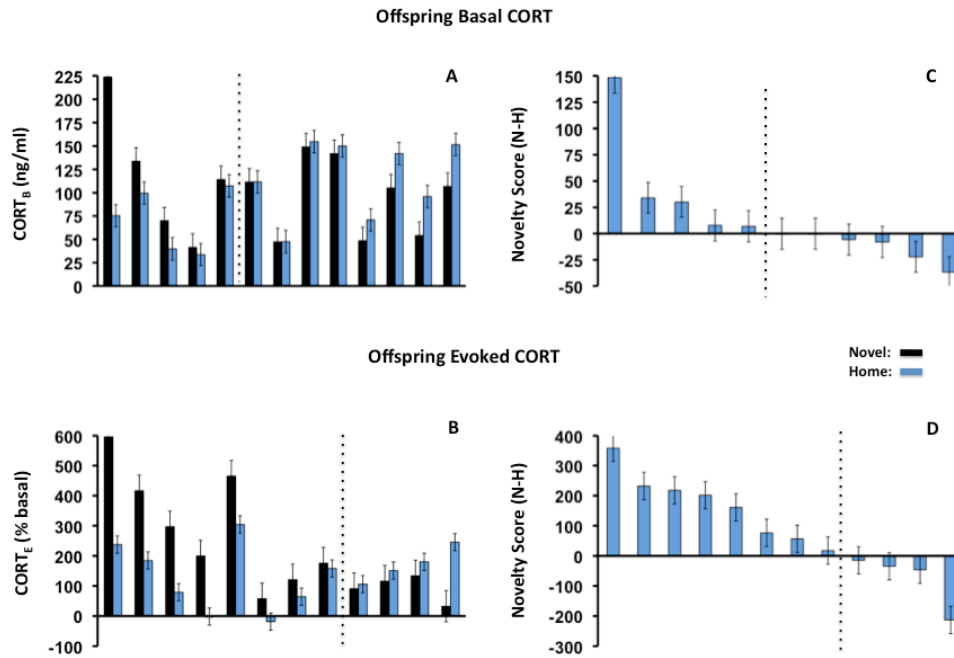 Offspring Basal CORT
A
CORT_B (ng/ml)
225
200
175
150
125
100
75
50
25
0
C
Novelty Score (N-H)
150
125
100
75
50
25
0
-25
-50
Offspring Evoked CORT
Novel:
Home:
B
CORT_E (% basal)
600
500
400
300
200
100
0
-100
D
Novelty Score (N-H)
400
300
200
100
0
-100
-200
-300